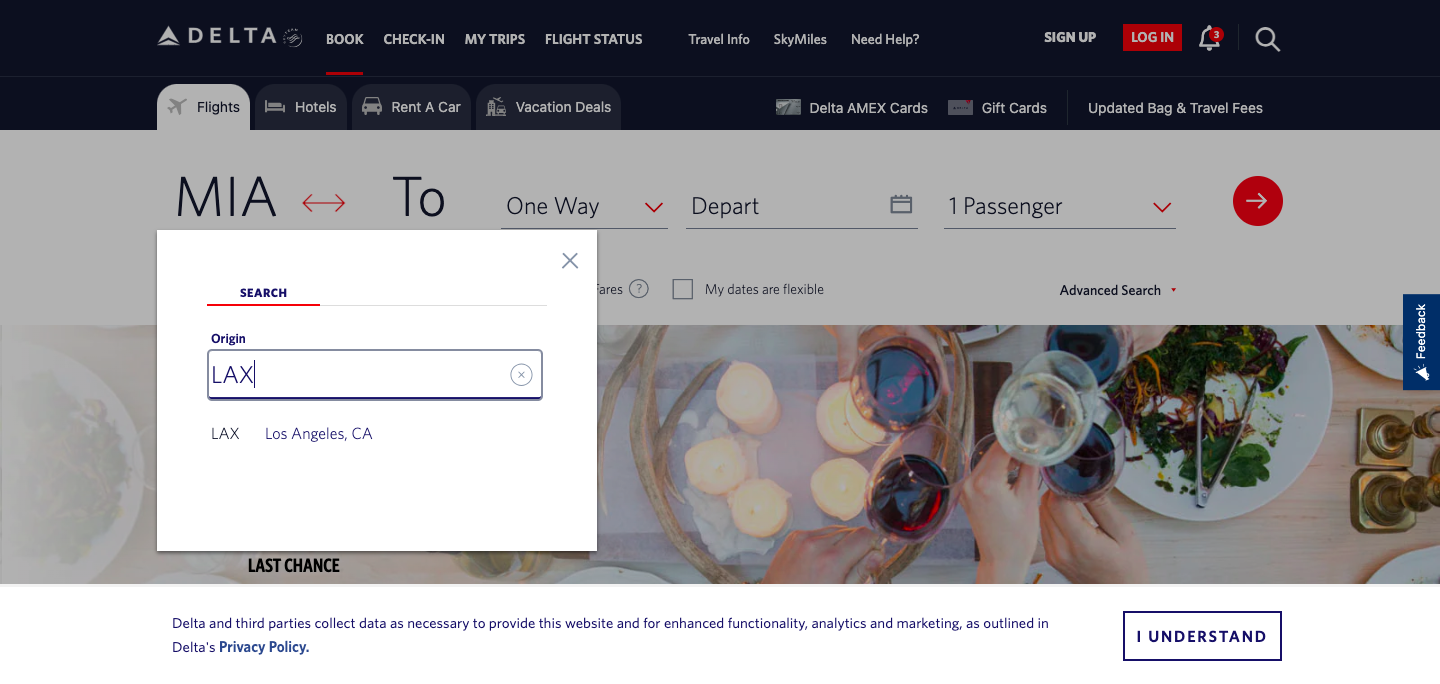 DELTA
BOOK
CHECK-IN
MY TRIPS
FLIGHT STATUS
Travel Info
SkyMiles
Need Help?
SIGN UP
LOG IN
3
Flights
Hotels
Rent A Car
Vacation Deals
Delta AMEX Cards
Gift Cards
Updated Bag & Travel Fees
MIA
To
One Way
Depart
1 Passenger
SEARCH
Origin
LAX
LAX Los Angeles, CA
Fares
?
My dates are flexible
Advanced Search
Feedback
LAST CHANCE
Delta and third parties collect data as necessary to provide this website and for enhanced functionality, analytics and marketing, as outlined in
Delta's Privacy Policy.
I UNDERSTAND